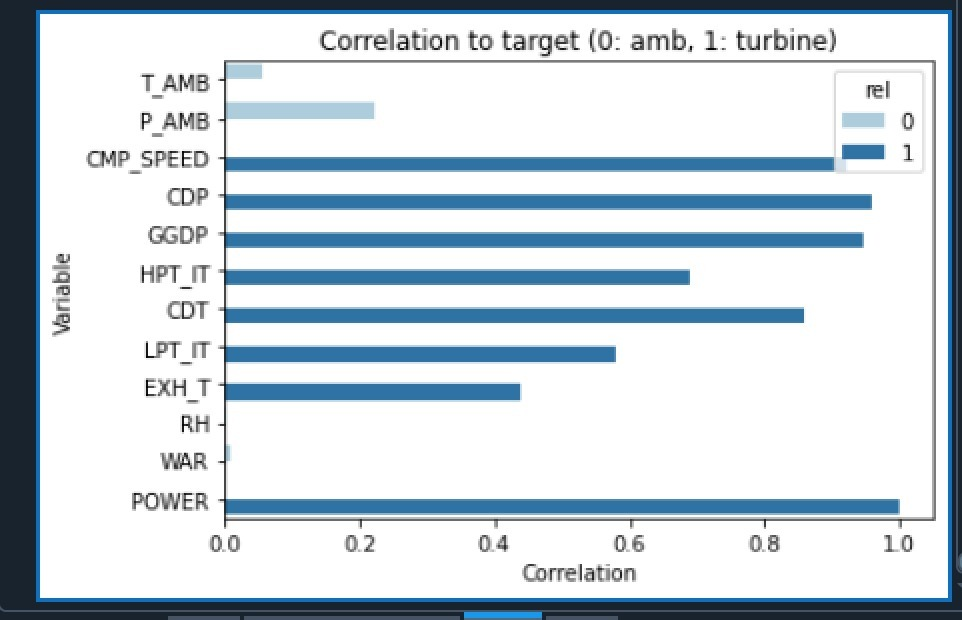 Correlation to target (0: amb, 1: turbine)
rel
0
1
Variable
T_AMB
P_AMB
CMP_SPEED
CDP
GGDP
HPT_IT
CDT
LPT_IT
EXH_T
RH
WAR
POWER
0.0 0.2 0.4 0.6 0.8 1.0
Correlation